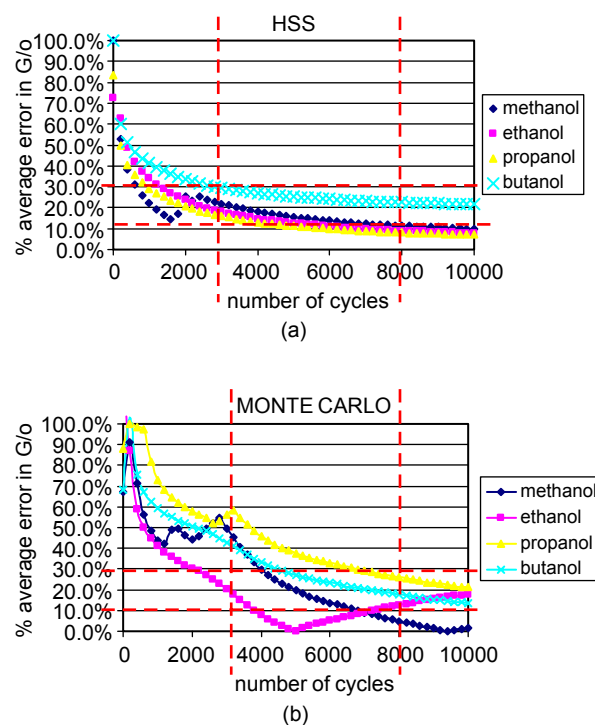 HSS
% average error in G/o
100.0%
90.0%
80.0%
70.0%
60.0%
50.0%
40.0%
30.0%
20.0%
10.0%
0.0%
0 2000 4000 6000 8000 10000
number of cycles
methanol
ethanol
propanol
butanol
(a)
MONTE CARLO
% average error in G/o
100.0%
90.0%
80.0%
70.0%
60.0%
50.0%
40.0%
30.0%
20.0%
10.0%
0.0%
0 2000 4000 6000 8000 10000
number of cycles
methanol
ethanol
propanol
butanol
(b)